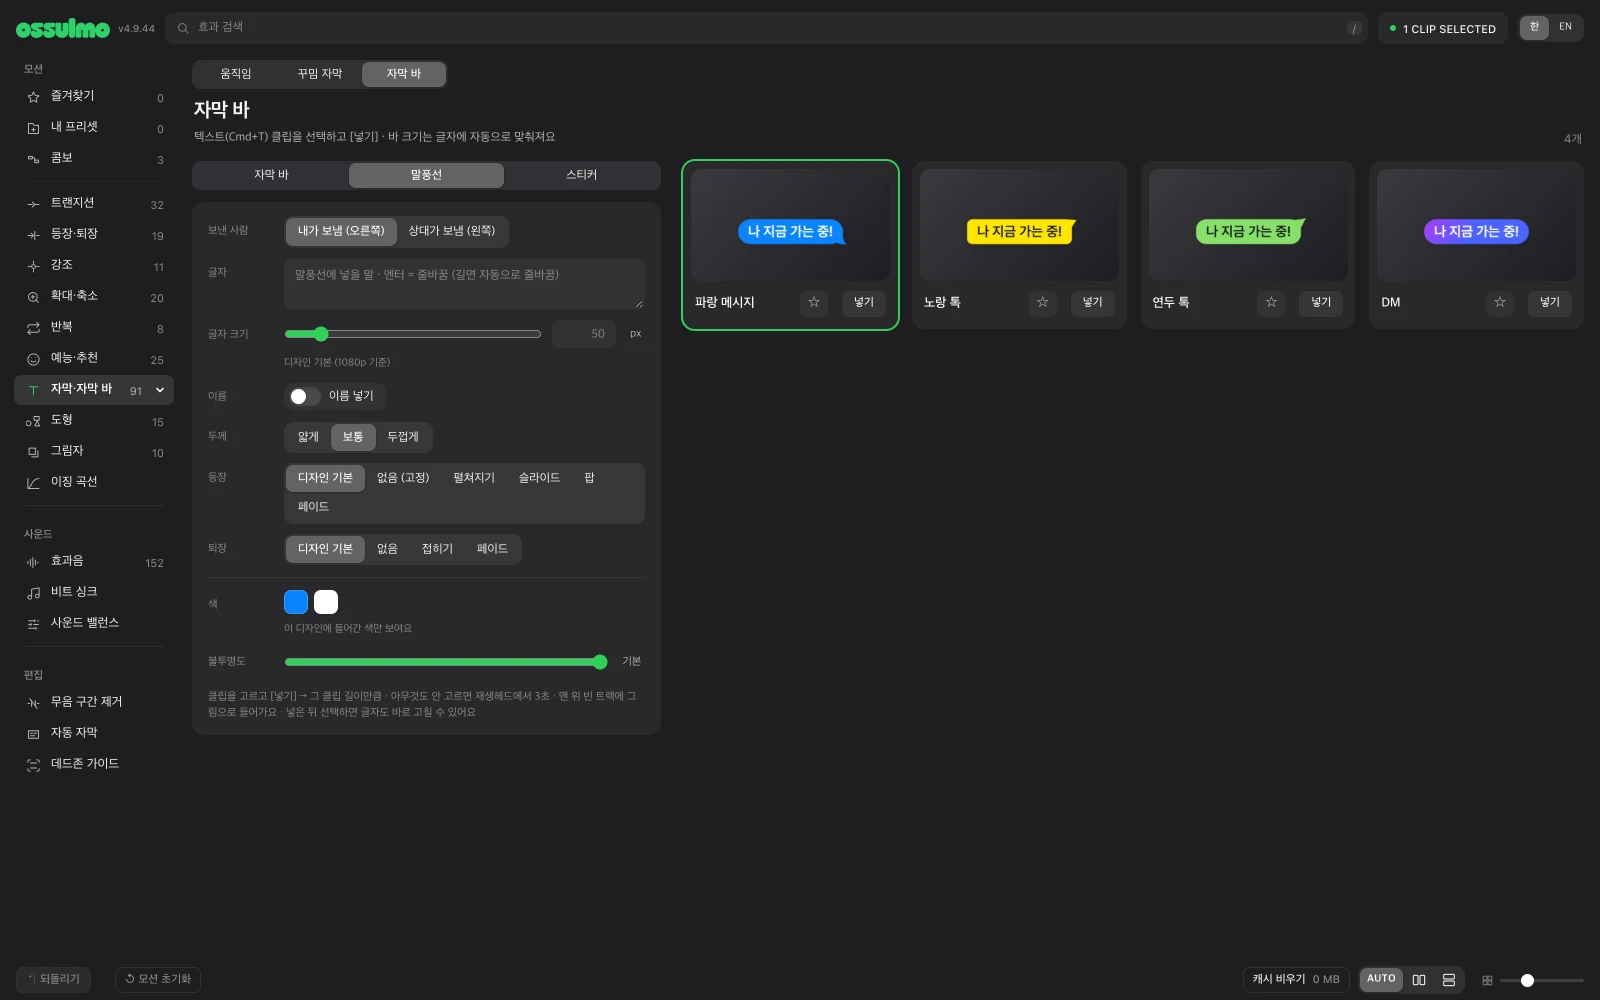 ossulmo v4.9.44
효과 검색
/
1 CLIP SELECTED
한 EN
모션
즐겨찾기 0
내 프리셋 0
콤보 3
트랜지션 32
등장·퇴장 19
강조 11
확대·축소 20
반복 8
예능·추천 25
자막·자막 바 91
도형 15
그림자 10
이징 곡선
사운드
효과음 152
비트 싱크
사운드 밸런스
편집
무음 구간 제거
자동 자막
데드존 가이드
움직임 꾸밈 자막 자막 바
자막 바
텍스트(Cmd+T) 클립을 선택하고 [넣기] · 바 크기는 글자에 자동으로 맞춰져요
4개
자막 바 말풍선 스티커
보낸 사람 내가 보냄 (오른쪽) 상대가 보냄 (왼쪽)
글자 말풍선에 넣을 말 · 엔터 = 줄바꿈 (길면 자동으로 줄바꿈)
글자 크기 50 px
디자인 기본 (1080p 기준)
이름 이름 넣기
두께 얇게 보통 두껍게
등장 디자인 기본 없음 (고정) 펼쳐지기 슬라이드 팝
페이드
퇴장 디자인 기본 없음 접히기 페이드
색
이 디자인에 들어간 색만 보여요
불투명도 기본
클립을 고르고 [넣기] → 그 클립 길이만큼 · 아무것도 안 고르면 재생헤드에서 3초 · 맨 위 빈 트랙에 그
림으로 들어가요 · 넣은 뒤 선택하면 글자도 바로 고칠 수 있어요
나 지금 가는 중!
파랑 메시지 넣기
나 지금 가는 중!
노랑 톡 넣기
나 지금 가는 중!
연두 톡 넣기
나 지금 가는 중!
DM 넣기
되돌리기
모션 초기화
캐시 비우기 0 MB
AUTO